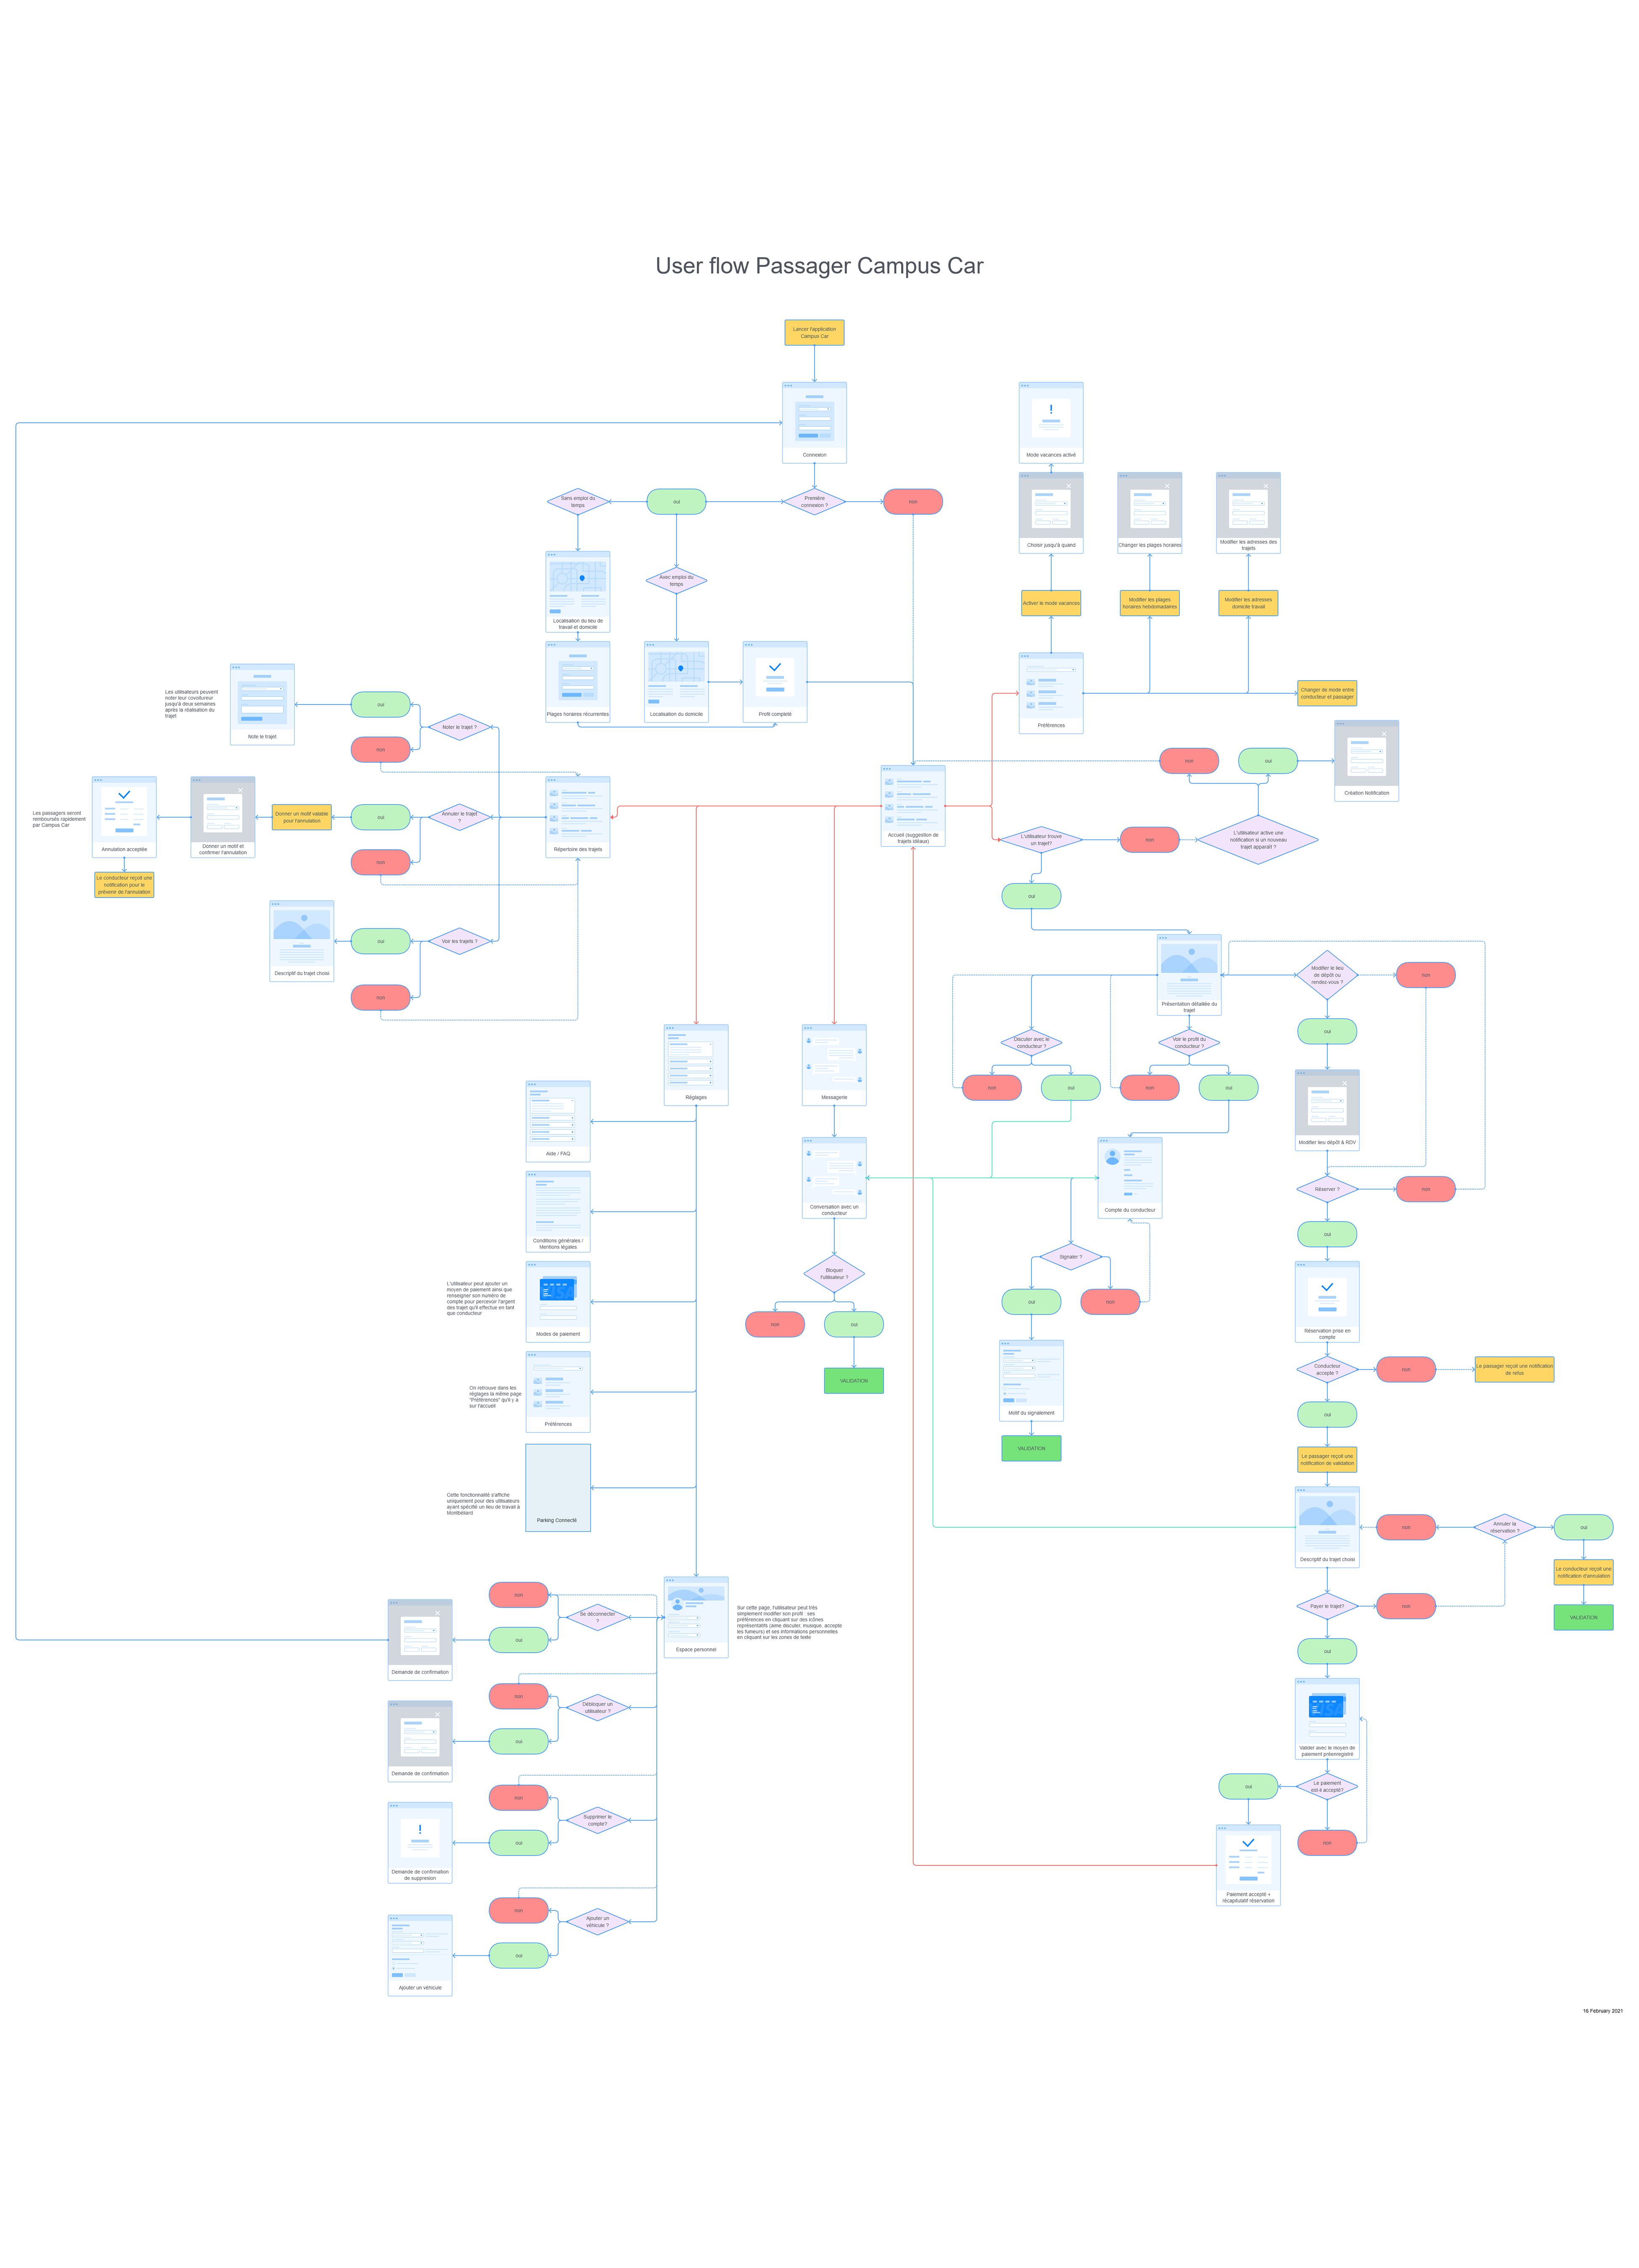 User flow Passager Campus Car
Lancer l'application
Campus Car
Connexion
Première
connexion ?
oui
non
Sans emploi du
temps
Avec emploi du
temps
Localisation du lieu de
travail et domicile
Plages horaires récurrentes
Localisation du domicile
Profil complété
Mode vacances activé
Choisir jusqu'à quand
Changer les plages horaires
Modifier les adresses des
trajets
Activer le mode vacances
Modifier les plages
horaires hebdomadaires
Modifier les adresses
domicile travail
Préférences
Changer de mode entre
conducteur et passager
Les utilisateurs peuvent
noter leur covoitureur
jusqu'à deux semaines
après la réalisation du
trajet
Note le trajet
oui
non
Noter le trajet ?
Les passagers seront
remboursés rapidement
par Campus Car
Annulation acceptée
Donner un motif et
confirmer l'annulation
Donner un motif valable
pour l'annulation
oui
non
Annuler le trajet
?
Répertoire des trajets
Le conducteur reçoit une
notification pour le
prévenir de l'annulation
Descriptif du trajet choisi
oui
non
Voir les trajets ?
Accueil (suggestion de
trajets idéaux)
L'utilisateur trouve
un trajet?
non
oui
L'utilisateur active une
notification si un nouveau
trajet apparaît ?
non
oui
Création Notification
Présentation détaillée du
trajet
Modifier le lieu
de dépôt ou
rendez-vous ?
non
oui
Discuter avec le
conducteur ?
non
oui
Voir le profil du
conducteur ?
non
oui
Modifier lieu dépôt & RDV
Réserver ?
non
oui
Réservation prise en
compte
Conducteur
accepte ?
non
Le passager reçoit une notification
de refus
oui
Le passager reçoit une
notification de validation
Descriptif du trajet choisi
non
Annuler la
réservation ?
oui
Le conducteur reçoit une
notification d'annulation
VALIDATION
Payer le trajet?
non
oui
Valider avec le moyen de
paiement préenregistré
Le paiement
est-il accepté?
oui
non
Paiement accepté +
récapitulatif réservation
Compte du conducteur
Signaler ?
oui
non
Motif du signalement
VALIDATION
Réglages
Messagerie
Conversation avec un
conducteur
Bloquer
l'utilisateur ?
non
oui
VALIDATION
Aide / FAQ
Conditions générales /
Mentions légales
L'utilisateur peut ajouter un
moyen de paiement ainsi que
renseigner son numéro de
compte pour percevoir l'argent
des trajet qu'il effectue en tant
que conducteur
Modes de paiement
On retrouve dans les
réglages la même page
"Préférences" qu'il y a
sur l'accueil
Préférences
Cette fonctionnalité s'affiche
uniquement pour des utilisateurs
ayant spécifié un lieu de travail à
Montbéliard
Parking Connecté
Espace personnel
Sur cette page, l'utilisateur peut très
simplement modifier son profil : ses
préférences en cliquant sur des icônes
représentatifs (aime discuter, musique, accepte
les fumeurs) et ses informations personnelles
en cliquant sur les zones de texte
Se déconnecter
?
non
oui
Demande de confirmation
Débloquer un
utilisateur ?
non
oui
Demande de confirmation
Supprimer le
compte?
non
oui
Demande de confirmation
de suppresion
Ajouter un
véhicule ?
non
oui
Ajouter un véhicule
16 February 2021